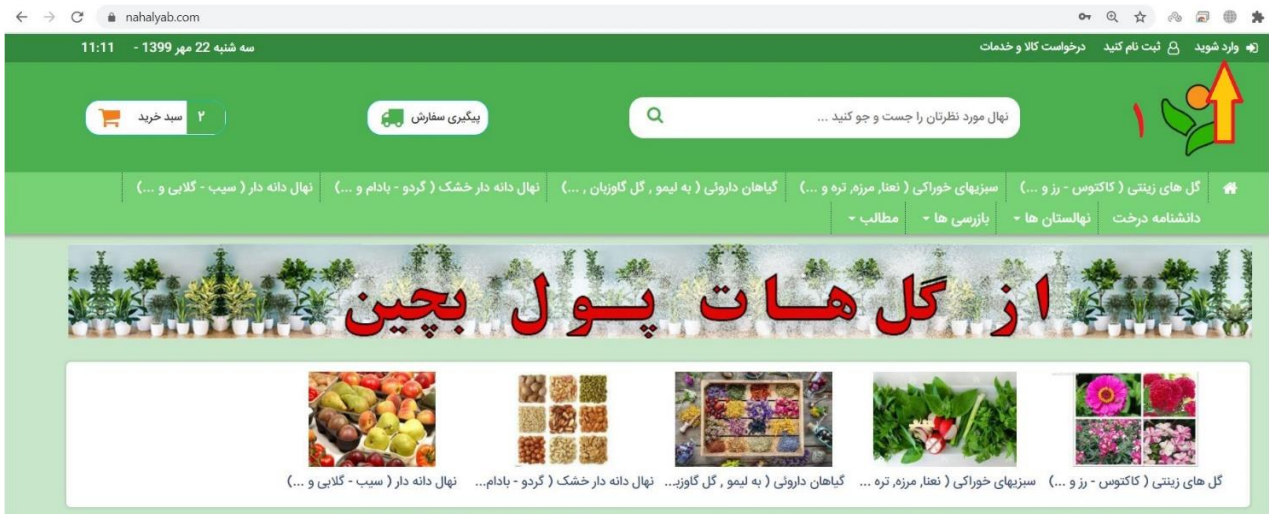 nahalyab.com
وارد شوید ثبت نام کنید درخواست کالا و خدمات سه شنبه 22 مهر 1399 - 11:11
۱ نهال مورد نظرتان را جست و جو کنید ... پیگیری سفارش ۲ سبد خرید
گل های زینتی ( کاکتوس - رز و ...) سبزیهای خوراکی ( نعنا, مرزه, تره و ...) گیاهان داروئی ( به لیمو , گل گاوزبان , ...) نهال دانه دار خشک ( گردو - بادام و ...) نهال دانه دار ( سیب - گلابی و ...)
دانشنامه درخت نهالستان ها بازرسی ها مطالب
از گل هات پول بچین
گل های زینتی ( کاکتوس - رز و ...) سبزیهای خوراکی ( نعنا, مرزه, تره ... گیاهان داروئی ( به لیمو , گل گاوزب... نهال دانه دار خشک ( گردو - بادام... نهال دانه دار ( سیب - گلابی و ...)